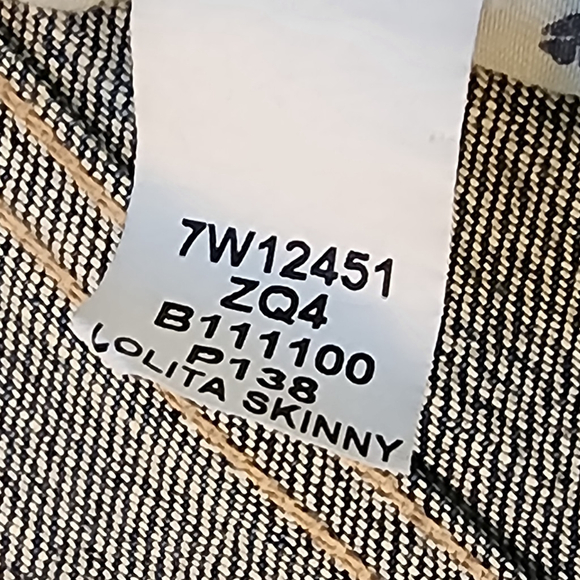 7W12451
ZQ4
B111100
P138
LOLITA SKINNY